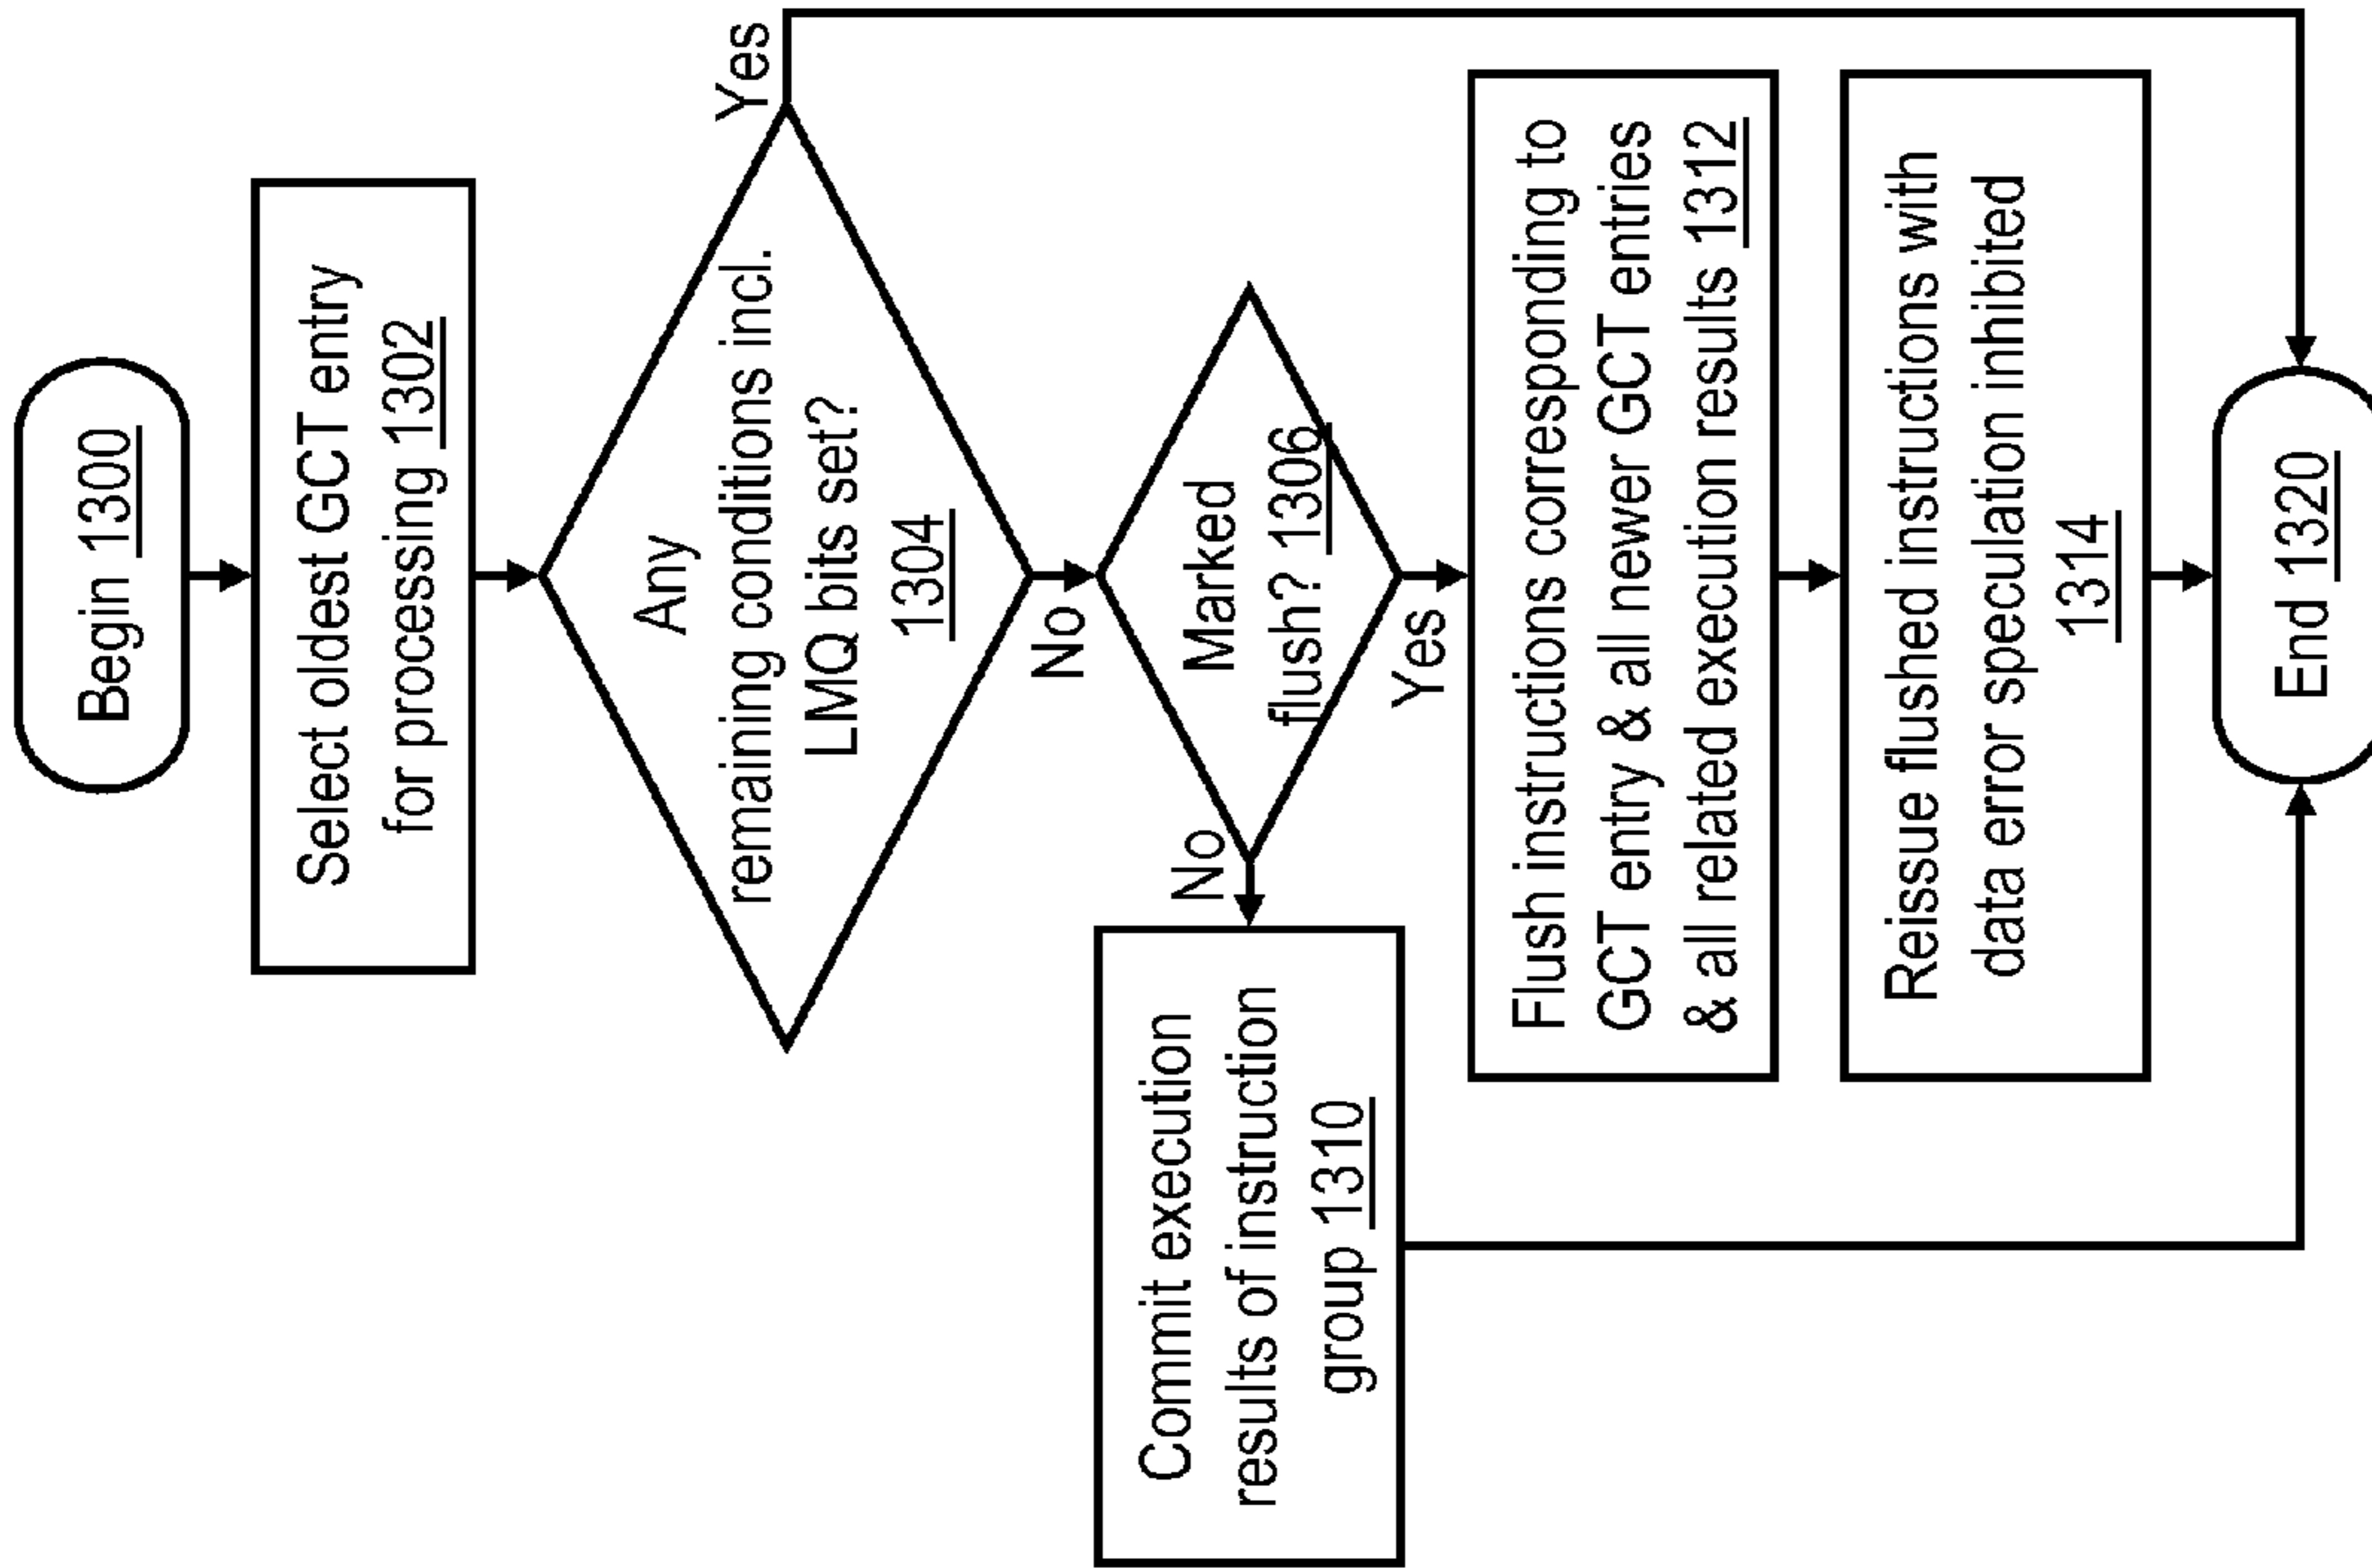 Begin 1300
Select oldest GCT entry
for processing 1302
Any
remaining conditions incl.
LMQ bits set?
1304
Yes
No
Marked
flush? 1306
No
Yes
Commit execution
results of instruction
group 1310
Flush instructions corresponding to
GCT entry & all newer GCT entries
& all related execution results 1312
Reissue flushed instructions with
data error speculation inhibited
1314
End 1320